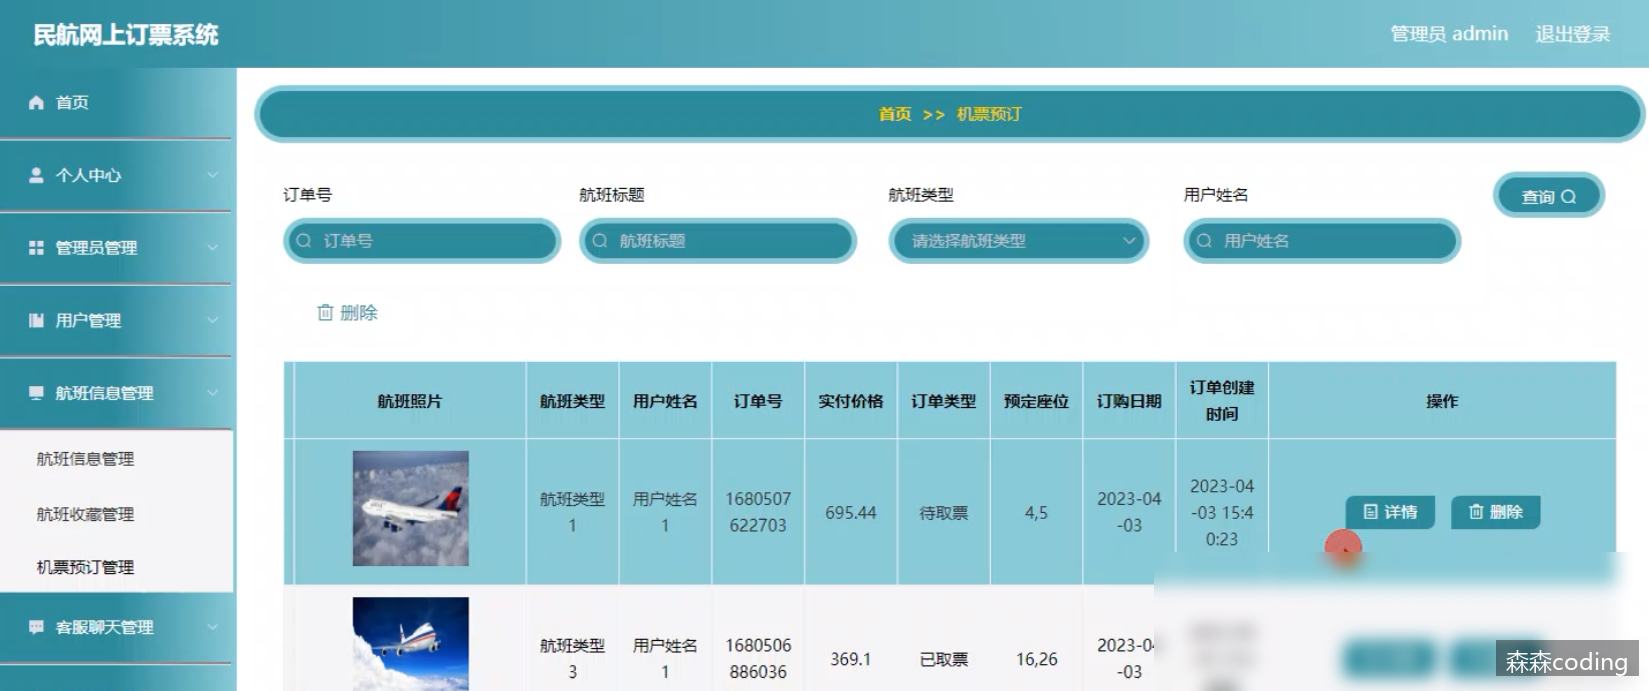 民航网上订票系统
管理员 admin
退出登录
首页
个人中心
管理员管理
用户管理
航班信息管理
航班信息管理
航班收藏管理
机票预订管理
客服聊天管理
首页 >> 机票预订
订单号
航班标题
航班类型
用户姓名
订单号
航班标题
请选择航班类型
用户姓名
查询
删除
航班照片
航班类型
用户姓名
订单号
实付价格
订单类型
预定座位
订购日期
订单创建
时间
操作
航班类型
1
用户姓名
1
1680507
622703
695.44
待取票
4,5
2023-04
-03
2023-04
-03 15:4
0:23
详情
删除
航班类型
3
用户姓名
1
1680506
886036
369.1
已取票
16,26
2023-04
-03
森森coding